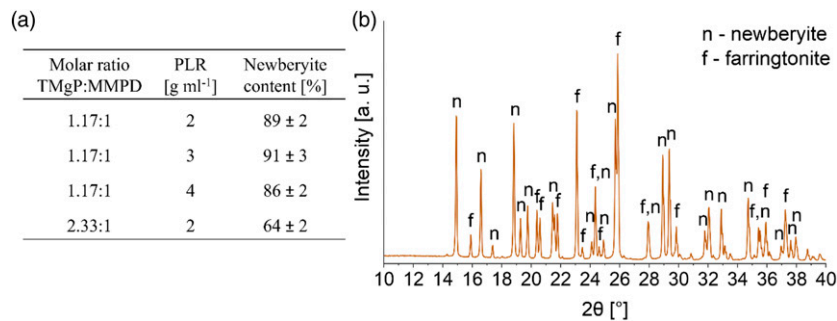 (a)
Molar ratio PLR Newberyite
TMgP:MMPD [g ml⁻¹] content [%]
1.17:1 2 89 ± 2
1.17:1 3 91 ± 3
1.17:1 4 86 ± 2
2.33:1 2 64 ± 2
(b)
n - newberyite
f - farringtonite
Intensity [a. u.]
n f n n n n n f f n f f n f n f,n f n n f f,n n n f n n n f,n f f n n
10 12 14 16 18 20 22 24 26 28 30 32 34 36 38 40
2θ [°]